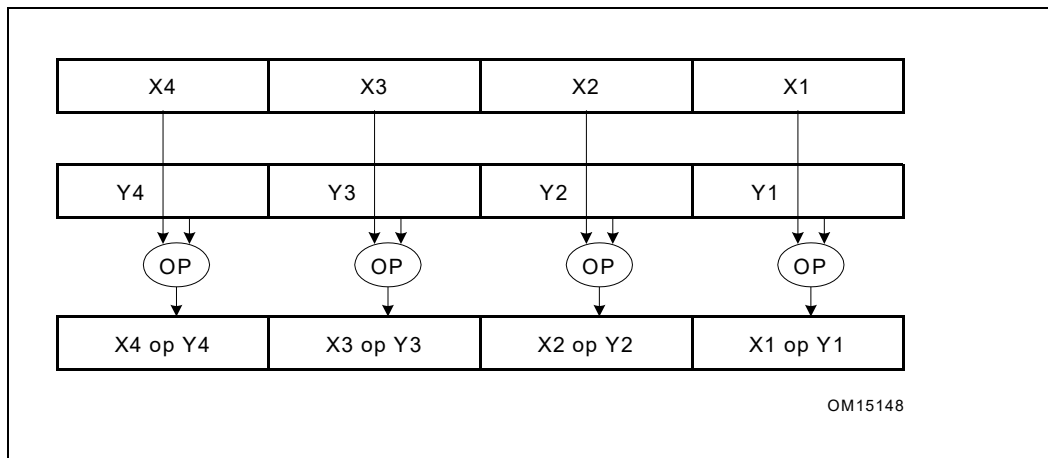 X4 X3 X2 X1
Y4 Y3 Y2 Y1
OP OP OP OP
X4 op Y4 X3 op Y3 X2 op Y2 X1 op Y1
OM15148